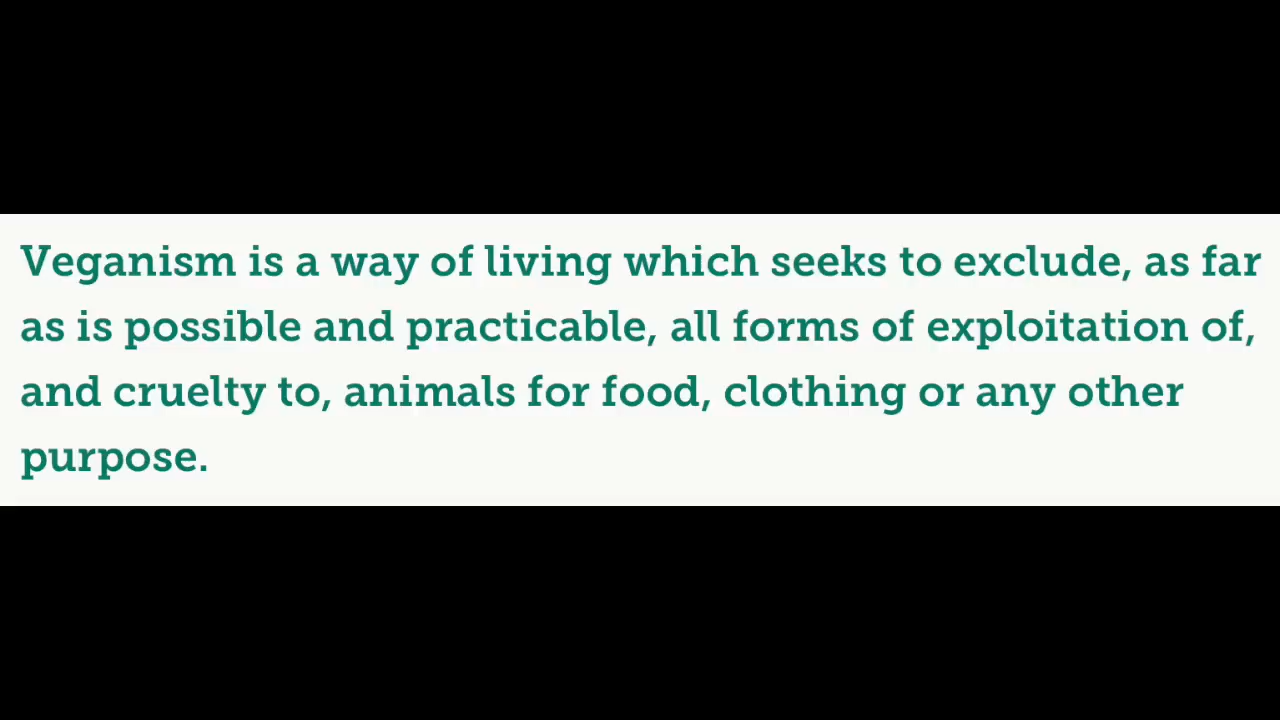 Veganism is a way of living which seeks to exclude, as far
as is possible and practicable, all forms of exploitation of,
and cruelty to, animals for food, clothing or any other
purpose.